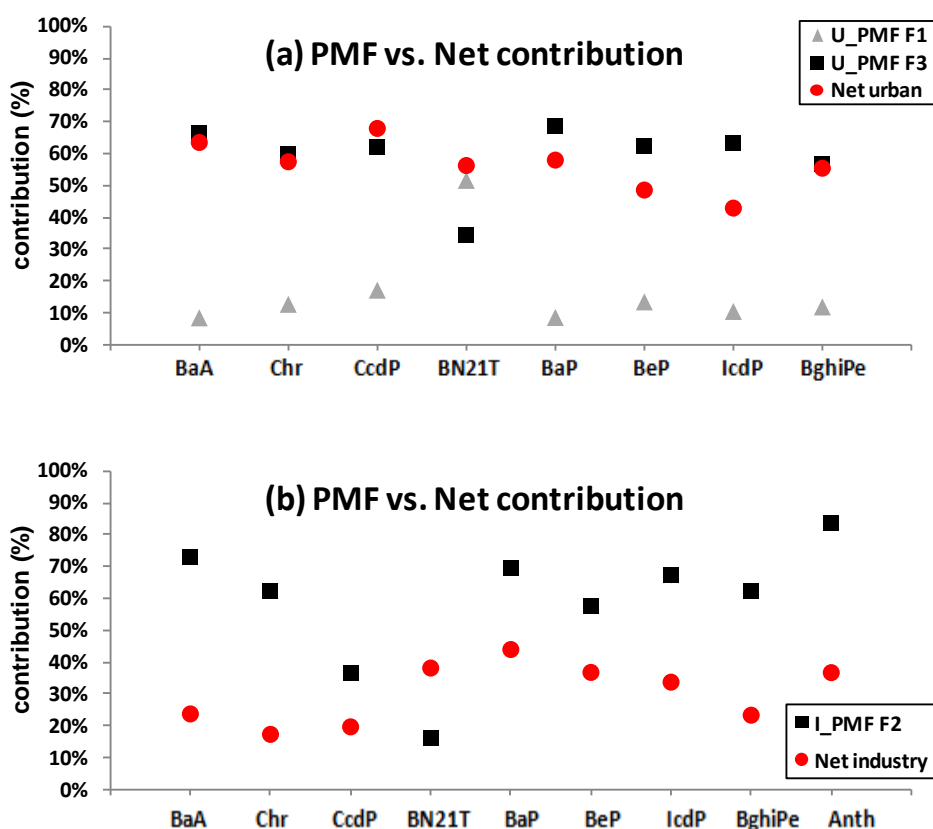 (a) PMF vs. Net contribution
U_PMF F1
U_PMF F3
Net urban
contribution (%)
100%
90%
80%
70%
60%
50%
40%
30%
20%
10%
0%
BaA Chr CcdP BN21T BaP BeP IcdP BghiPe
(b) PMF vs. Net contribution
contribution (%)
100%
90%
80%
70%
60%
50%
40%
30%
20%
10%
0%
I_PMF F2
Net industry
BaA Chr CcdP BN21T BaP BeP IcdP BghiPe Anth